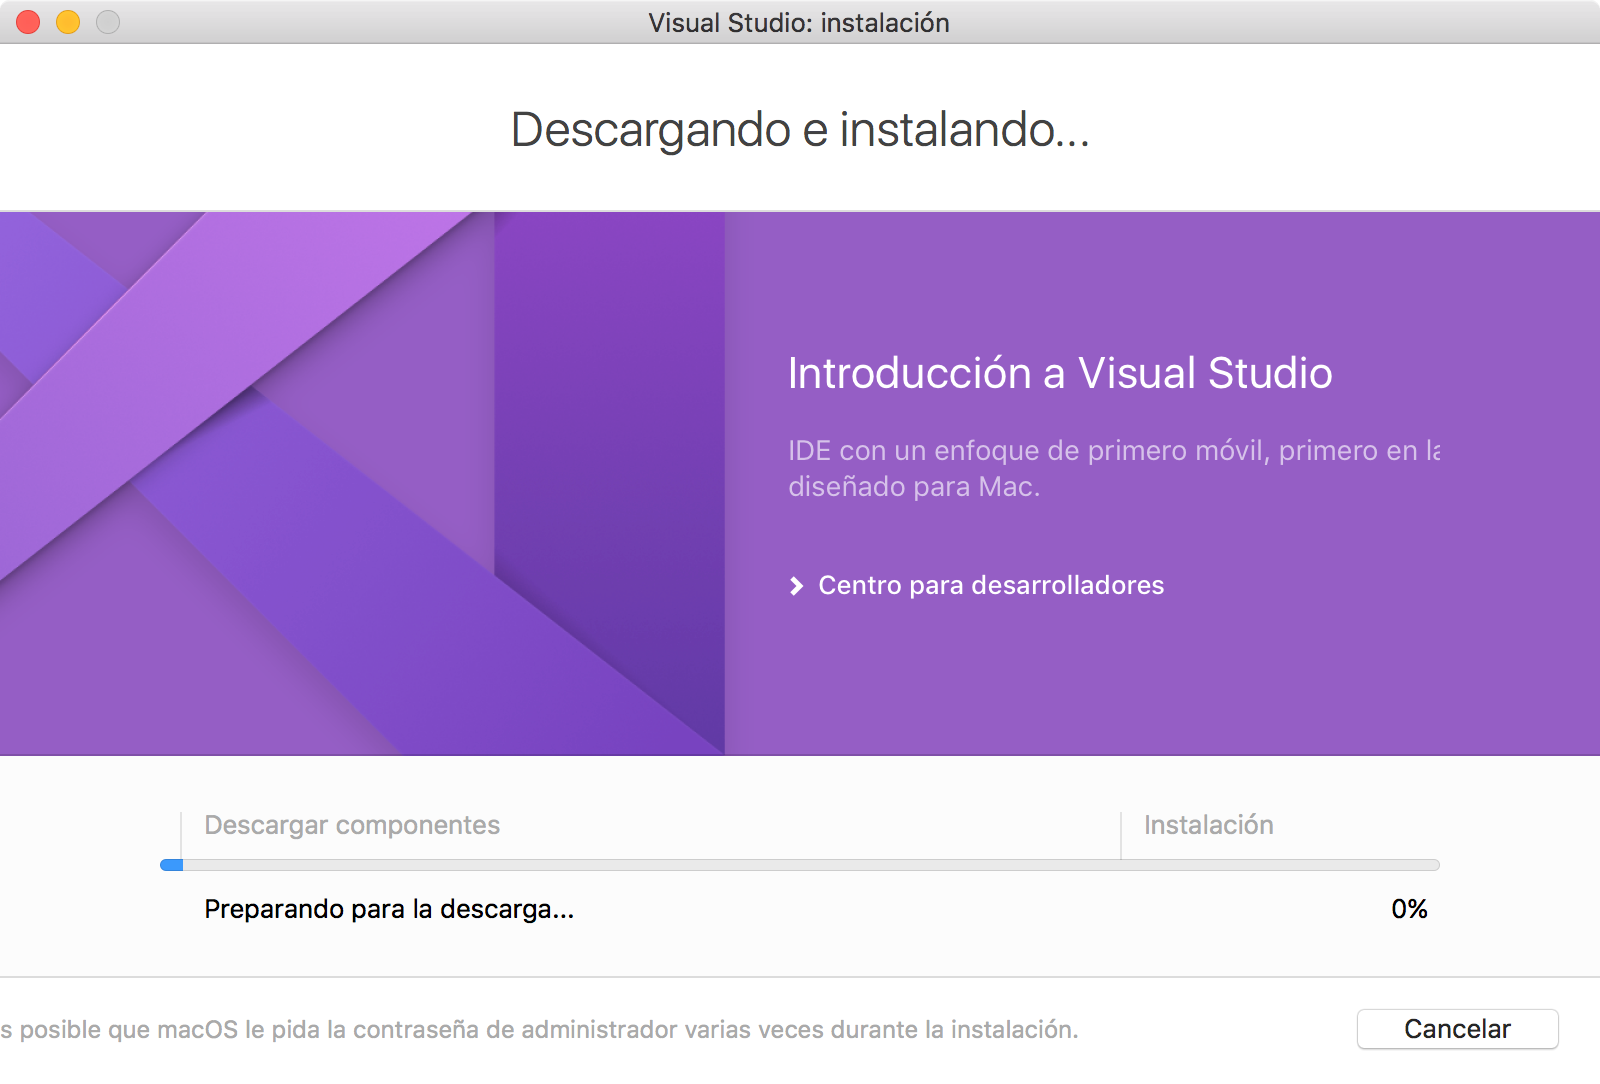 Visual Studio: instalación
Descargando e instalando...
Introducción a Visual Studio
IDE con un enfoque de primero móvil, primero en
diseñado para Mac.
Centro para desarrolladores
Descargar componentes
Instalación
Preparando para la descarga...
0%
posible que macOS le pida la contraseña de administrador varias veces durante la instalación.
Cancelar